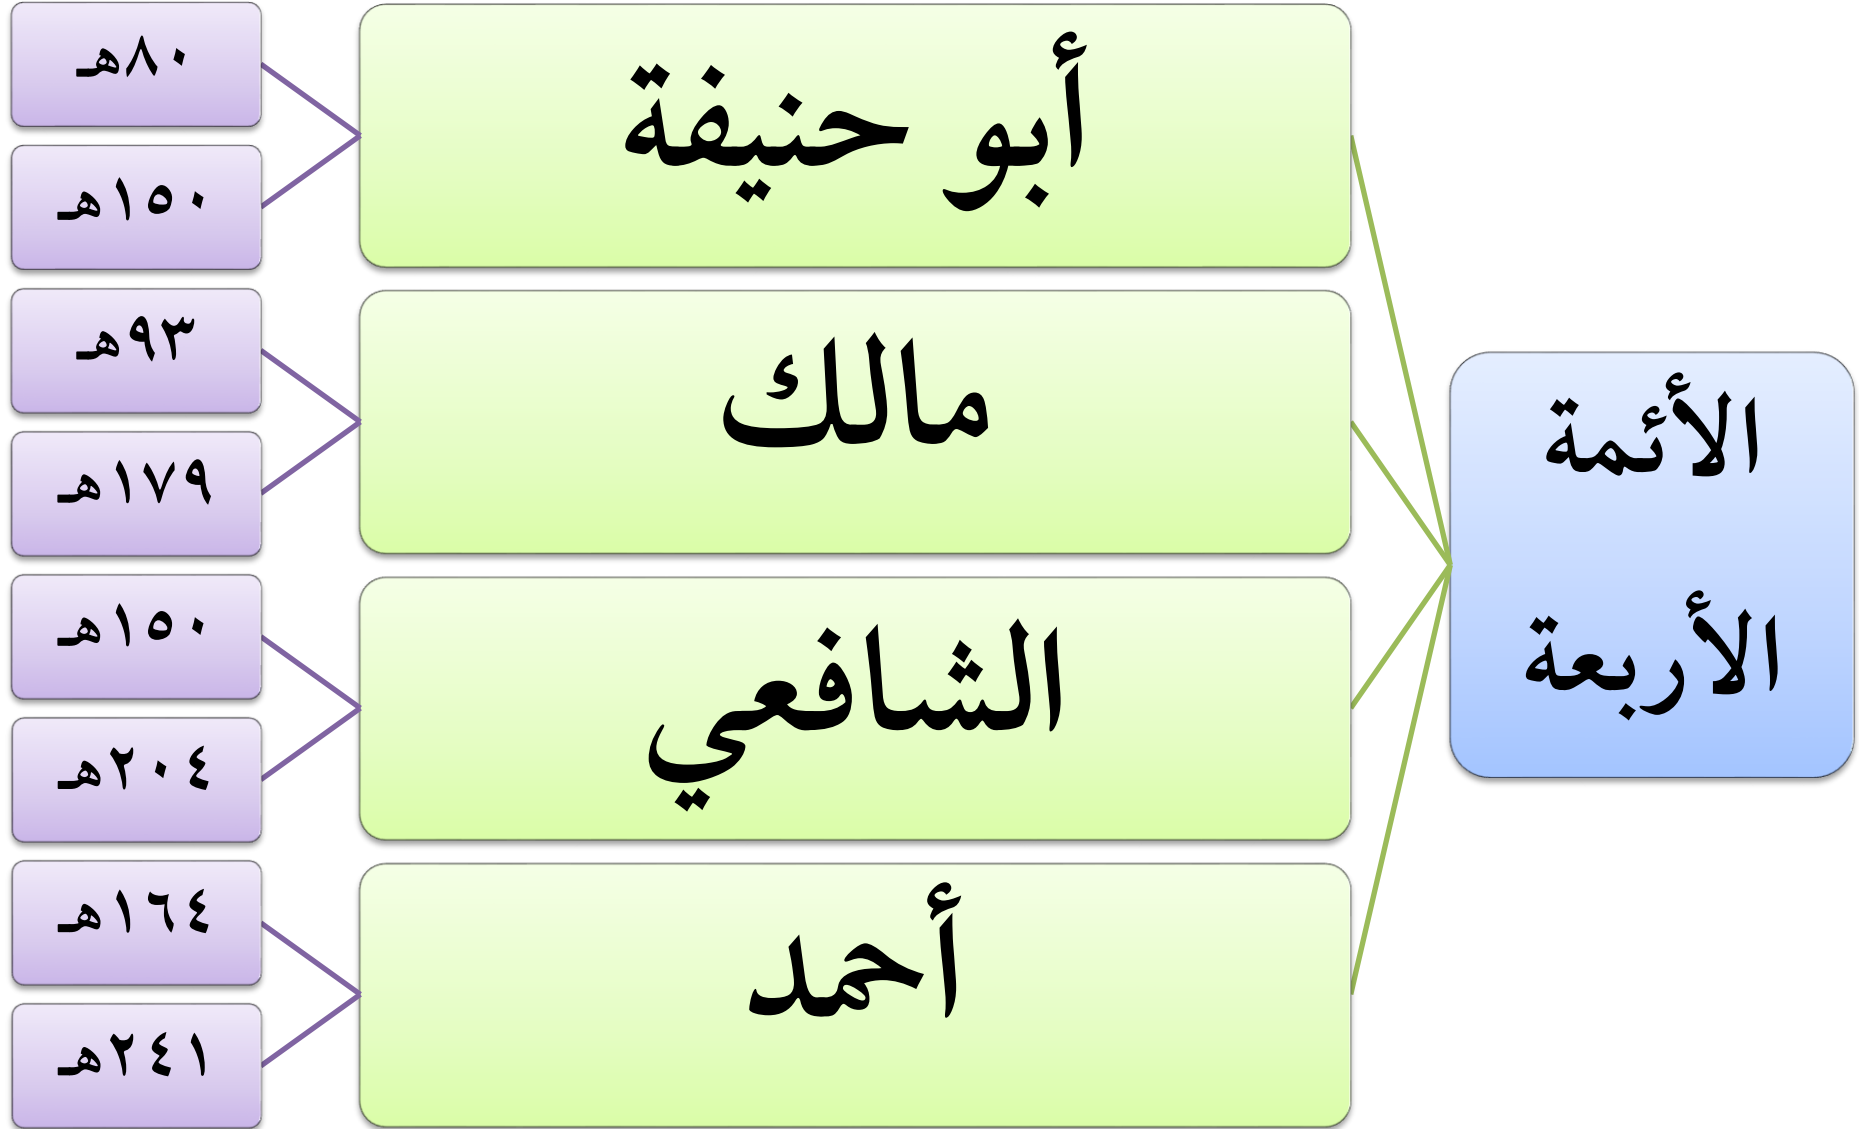 الأئمة
الأربعة
أبو حنيفة
٨٠هـ
١٥٠هـ
مالك
٩٣هـ
١٧٩هـ
الشافعي
١٥٠هـ
٢٠٤هـ
أحمد
١٦٤هـ
٢٤١هـ